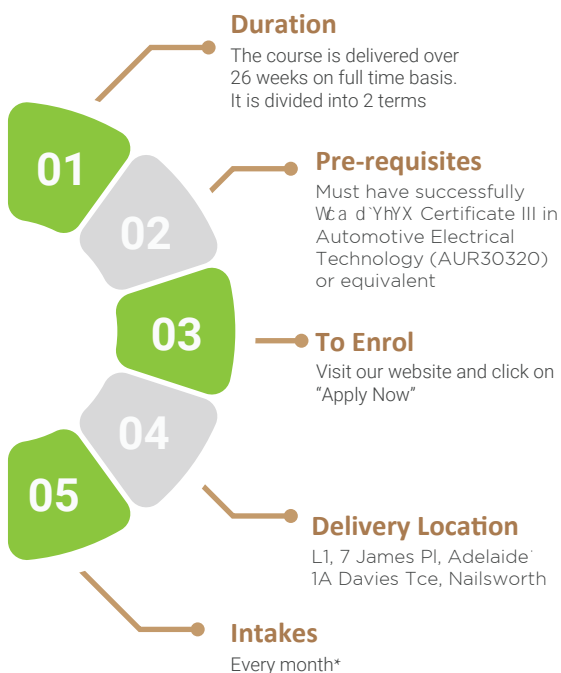 Duration
The course is delivered over
26 weeks on full time basis.
It is divided into 2 terms
01
Pre-requisites
Must have successfully
Certificate III in
Automotive Electrical
Technology (AUR30320)
or equivalent
02
To Enrol
Visit our website and click on
“Apply Now”
03
Delivery Location
L1, 7 James Pl, Adelaide
1A Davies Tce, Nailsworth
04
Intakes
Every month*
05